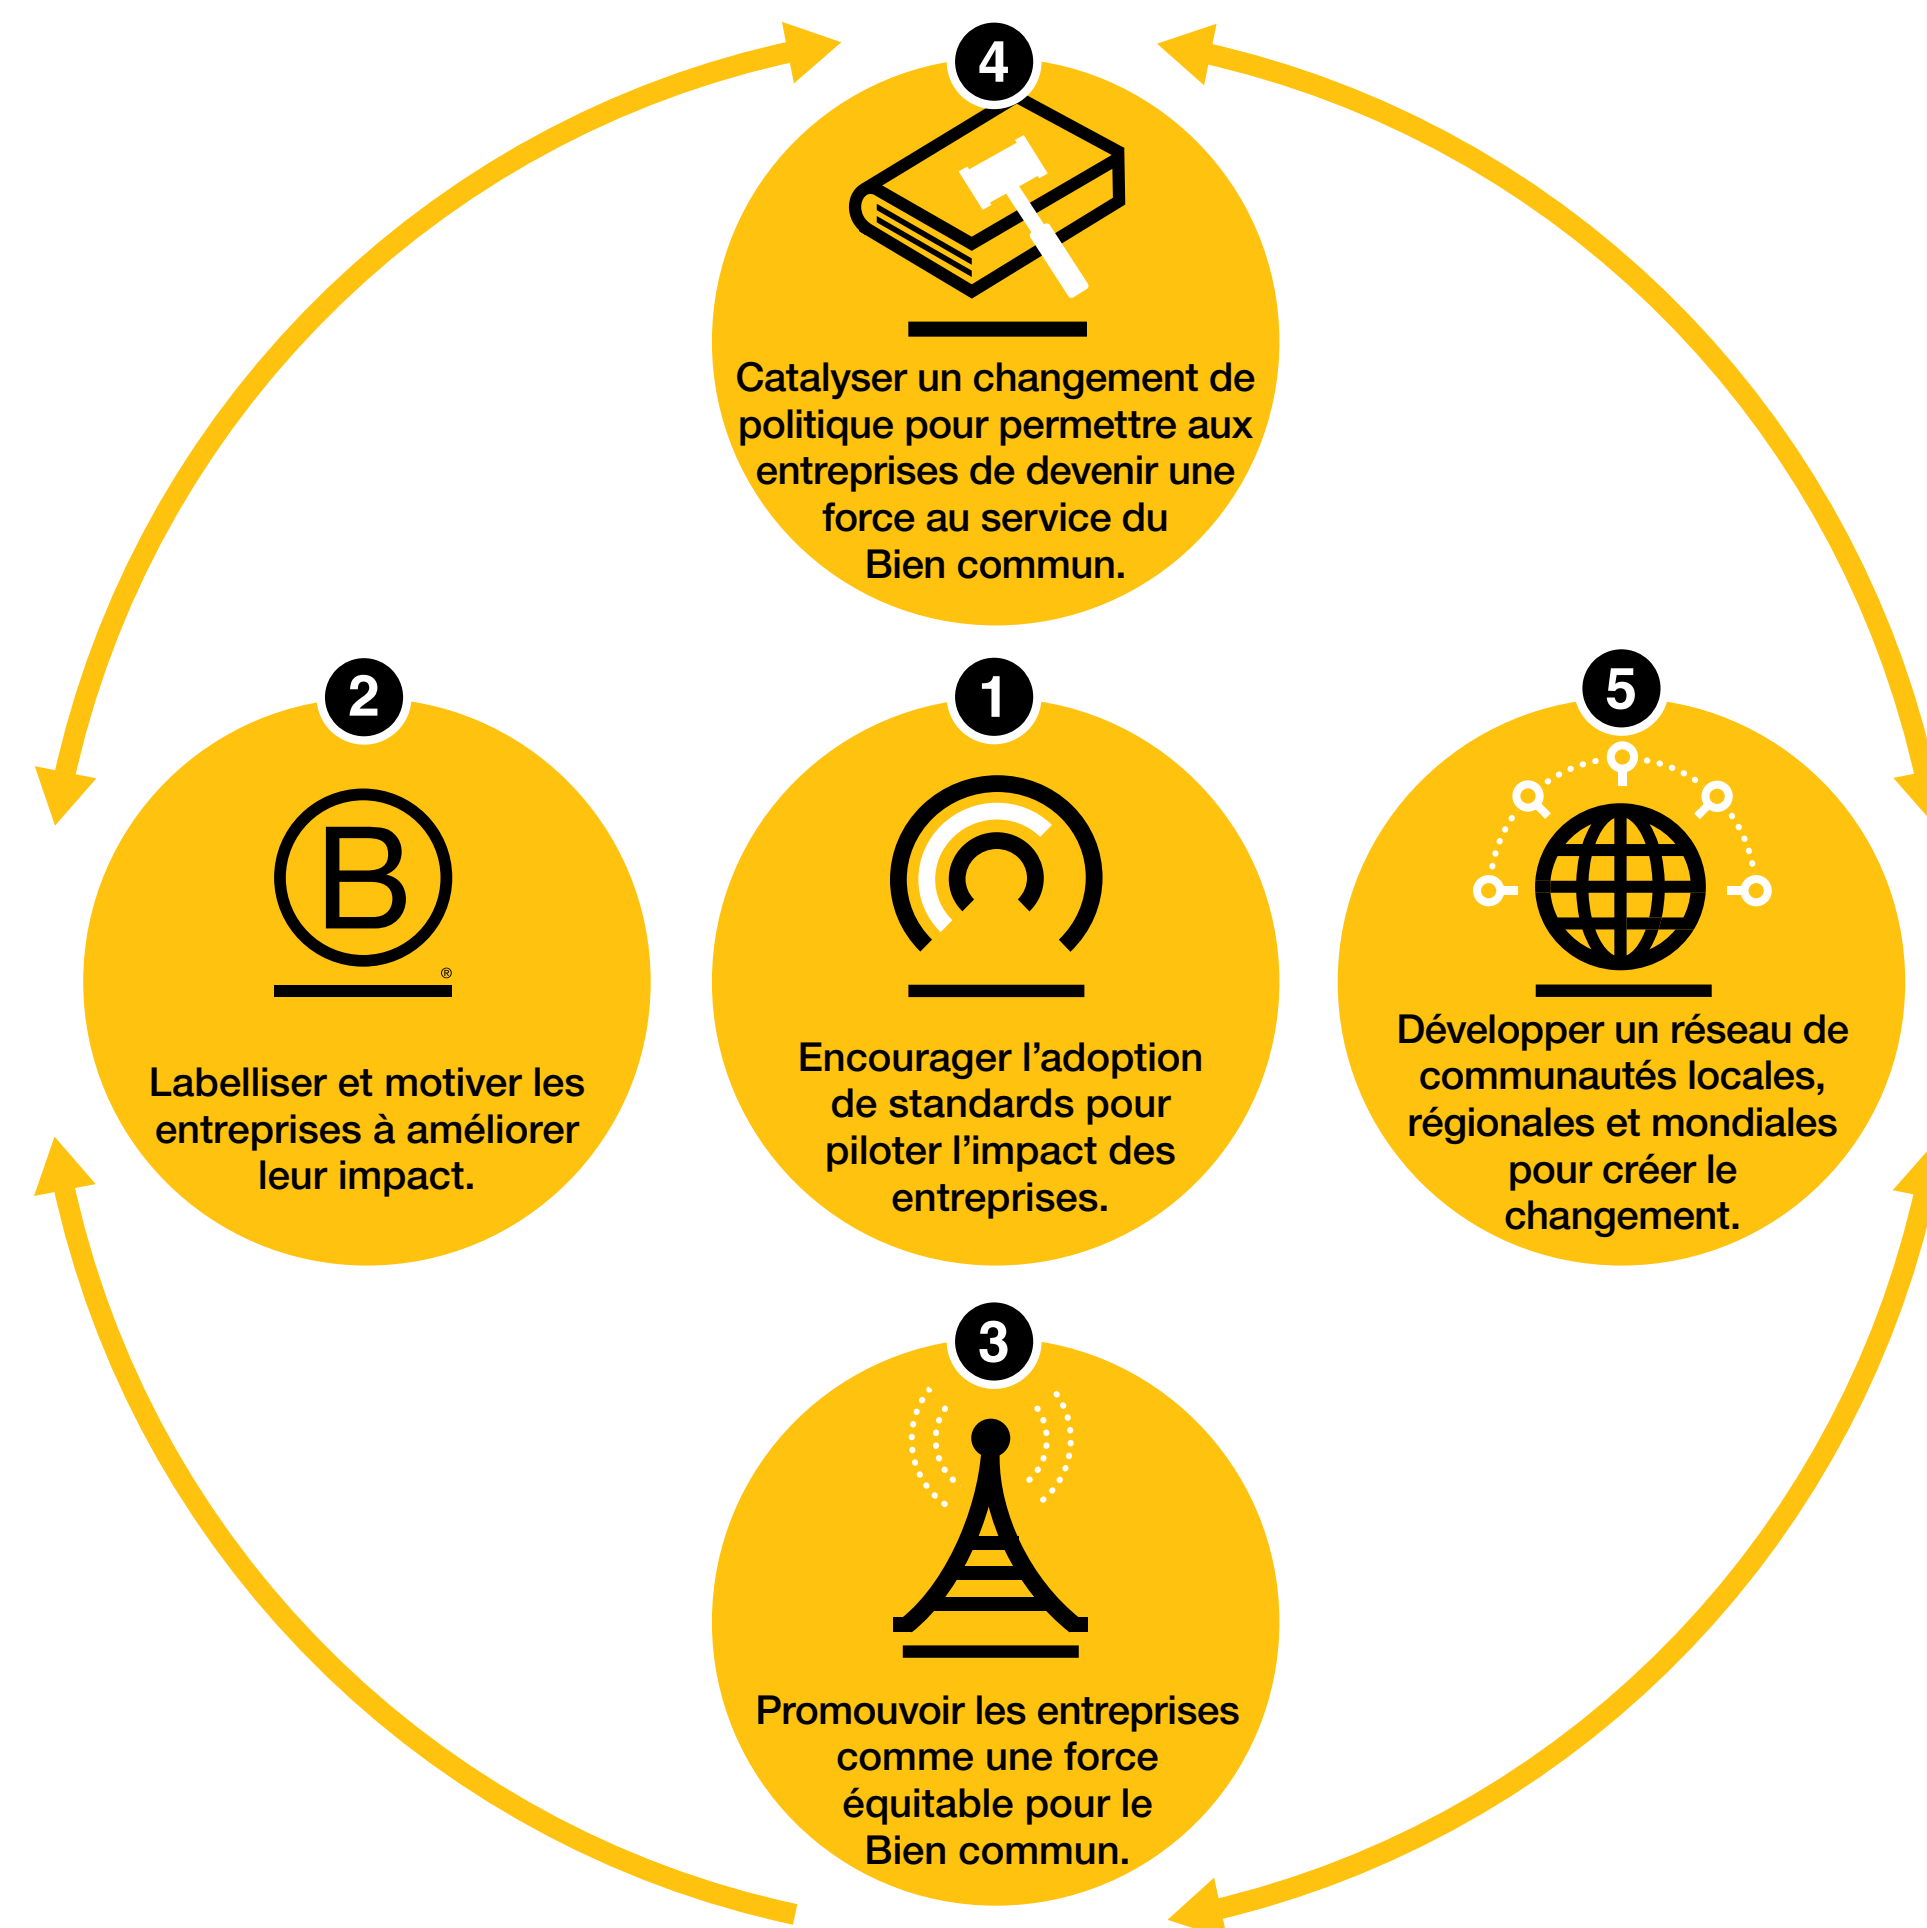 4
Catalyser un changement de
politique pour permettre aux
entreprises de devenir une
force au service du
Bien commun.
2
B
®
Labelliser et motiver les
entreprises à améliorer
leur impact.
1
Encourager l’adoption
de standards pour
piloter l’impact des
entreprises.
5
Développer un réseau de
communautés locales,
régionales et mondiales
pour créer le
changement.
3
Promouvoir les entreprises
comme une force
équitable pour le
Bien commun.